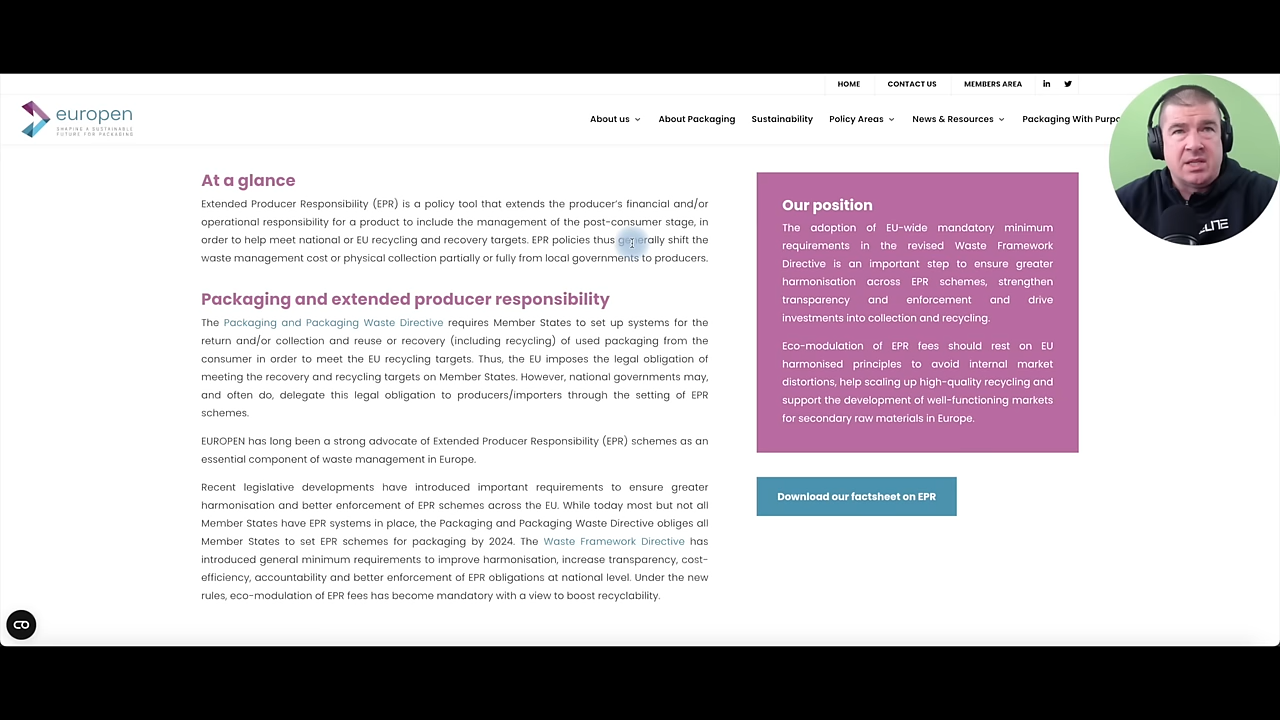 HOME CONTACT US MEMBERS AREA in
europen
SHAPING A SUSTAINABLE
FUTURE FOR PACKAGING
About us About Packaging Sustainability Policy Areas News & Resources Packaging With Purpo
At a glance
Extended Producer Responsibility (EPR) is a policy tool that extends the producer's financial and/or
operational responsibility for a product to include the management of the post-consumer stage, in
order to help meet national or EU recycling and recovery targets. EPR policies thus generally shift the
waste management cost or physical collection partially or fully from local governments to producers.
Packaging and extended producer responsibility
The Packaging and Packaging Waste Directive requires Member States to set up systems for the
return and/or collection and reuse or recovery (including recycling) of used packaging from the
consumer in order to meet the EU recycling targets. Thus, the EU imposes the legal obligation of
meeting the recovery and recycling targets on Member States. However, national governments may,
and often do, delegate this legal obligation to producers/importers through the setting of EPR
schemes.
EUROPEN has long been a strong advocate of Extended Producer Responsibility (EPR) schemes as an
essential component of waste management in Europe.
Recent legislative developments have introduced important requirements to ensure greater
harmonisation and better enforcement of EPR schemes across the EU. While today most but not all
Member States have EPR systems in place, the Packaging and Packaging Waste Directive obliges all
Member States to set EPR schemes for packaging by 2024. The Waste Framework Directive has
introduced general minimum requirements to improve harmonisation, increase transparency, cost-
efficiency, accountability and better enforcement of EPR obligations at national level. Under the new
rules, eco-modulation of EPR fees has become mandatory with a view to boost recyclability.
Our position
The adoption of EU-wide mandatory minimum
requirements in the revised Waste Framework
Directive is an important step to ensure greater
harmonisation across EPR schemes, strengthen
transparency and enforcement and drive
investments into collection and recycling.
Eco-modulation of EPR fees should rest on EU
harmonised principles to avoid internal market
distortions, help scaling up high-quality recycling and
support the development of well-functioning markets
for secondary raw materials in Europe.
Download our factsheet on EPR